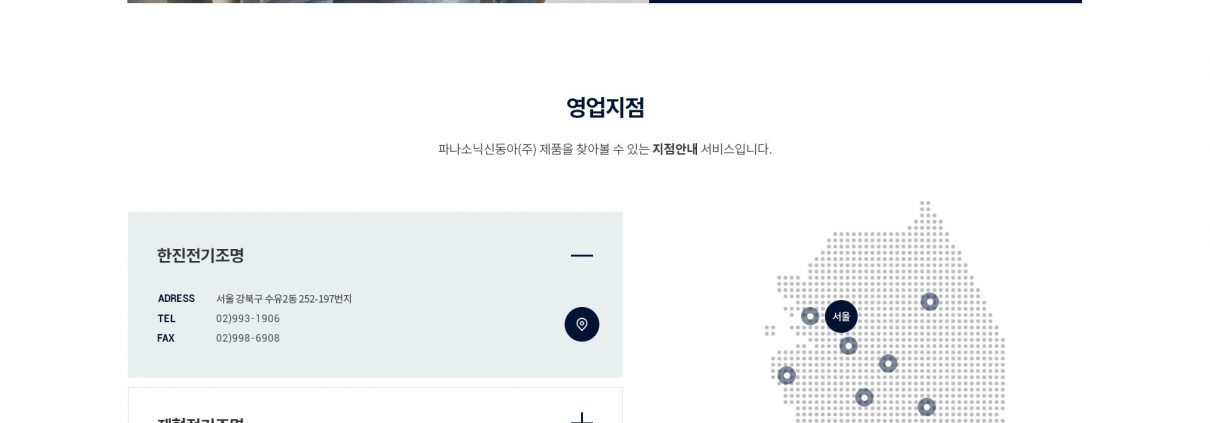 영업지점
파나소닉신동아(주) 제품을 찾아볼 수 있는 지점안내 서비스입니다.
한진전기조명
ADRESS 서울 강북구 수유2동 252-197번지
TEL 02)993-1906
FAX 02)998-6908
서울